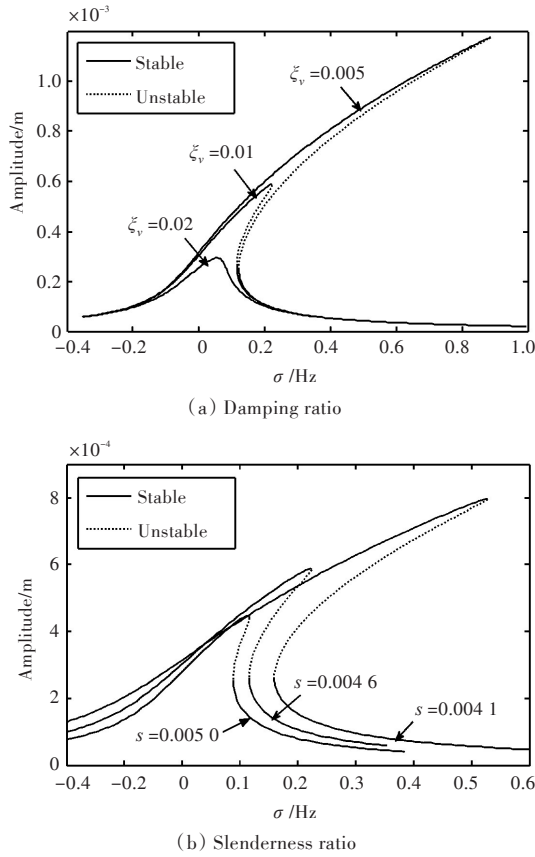 ×10⁻³
Stable
Unstable
ξv=0.005
ξv=0.01
ξv=0.02
Amplitude/m
1.0
0.8
0.6
0.4
0.2
0
−0.4 −0.2 0 0.2 0.4 0.6 0.8 1.0
σ /Hz
(a) Damping ratio
×10⁻⁴
Stable
Unstable
Amplitude/m
8
6
4
2
0
s =0.004 6
s =0.004 1
s=0.005 0
−0.4 −0.3 −0.2 −0.1 0 0.1 0.2 0.3 0.4 0.5 0.6
σ /Hz
(b) Slenderness ratio